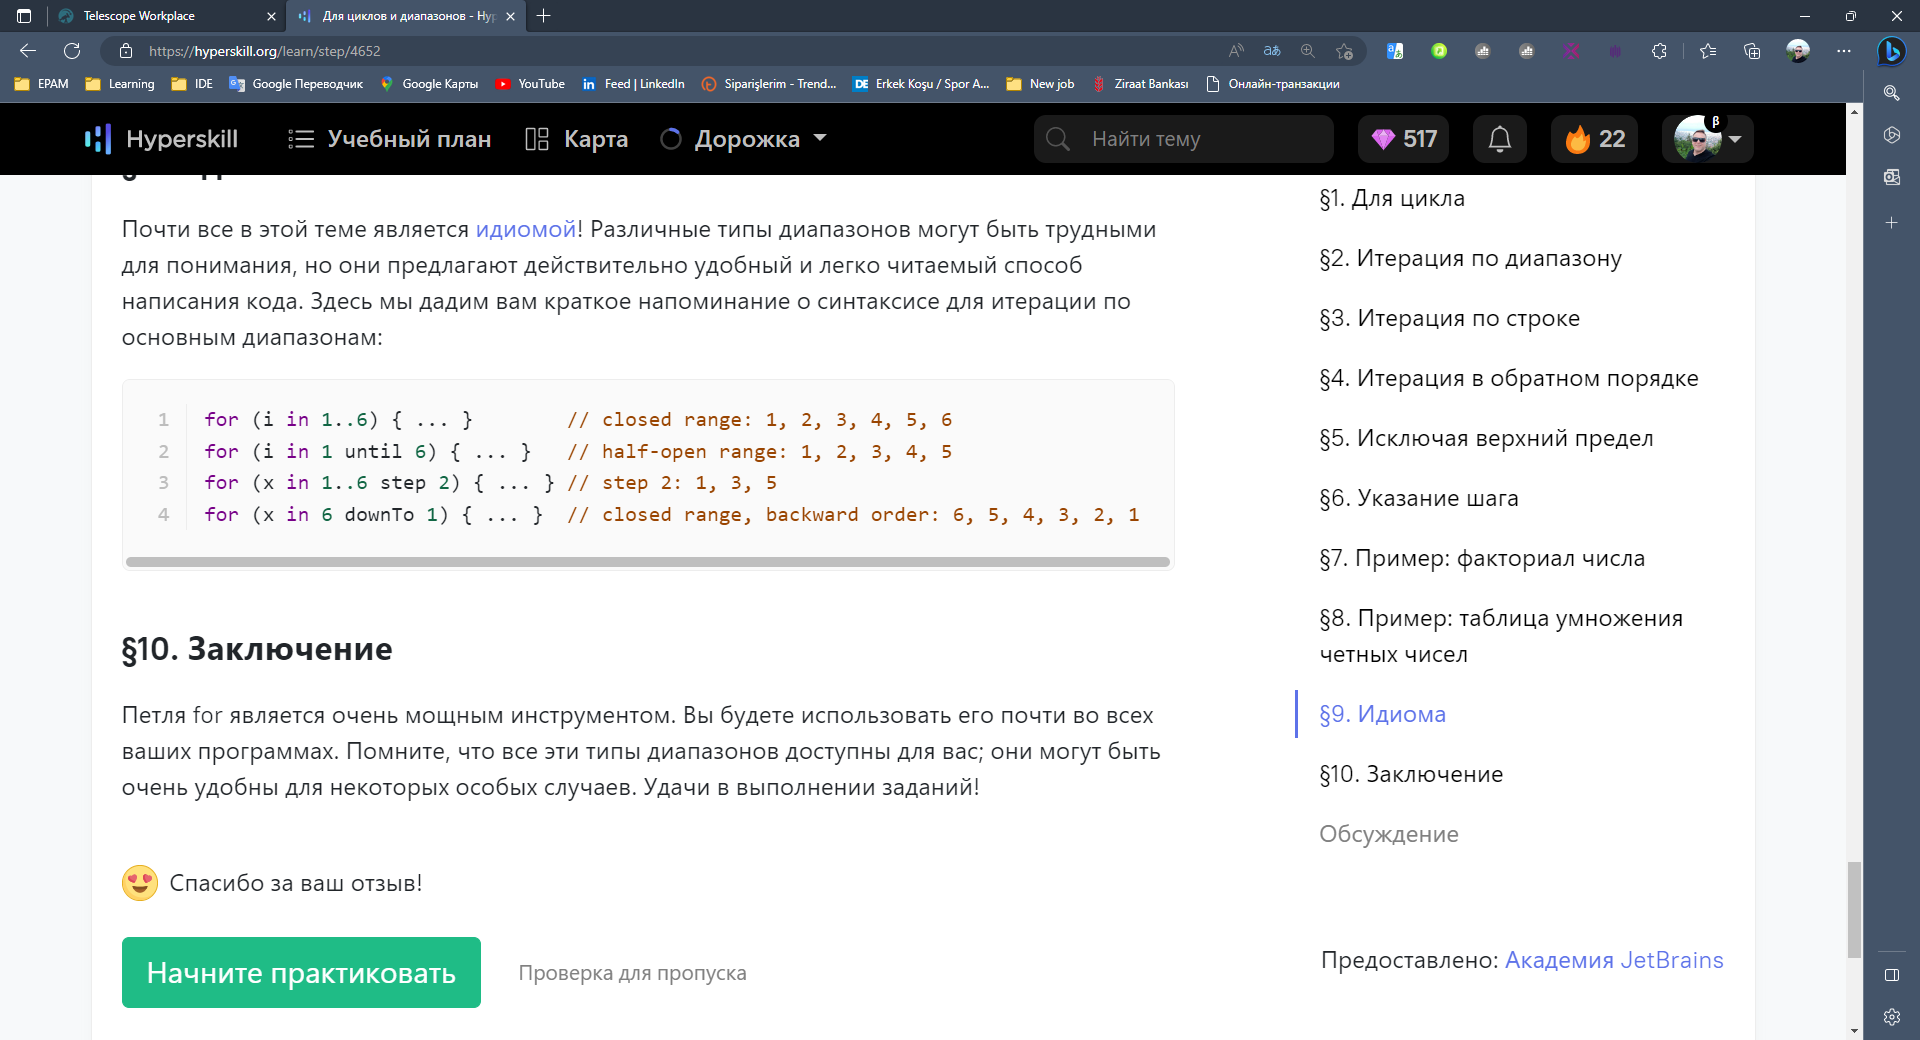 Telescope Workplace
Для циклов и диапазонов - Hyp
https://hyperskill.org/learn/step/4652
EPAM
Learning
IDE
Google Переводчик
Google Карты
YouTube
Feed | LinkedIn
Siparişlerim - Trend...
Erkek Koşu / Spor A...
New job
Ziraat Bankası
Онлайн-транзакции
Hyperskill
Учебный план
Карта
Дорожка
Найти тему
517
22
β
Почти все в этой теме является идиомой! Различные типы диапазонов могут быть трудными
для понимания, но они предлагают действительно удобный и легко читаемый способ
написания кода. Здесь мы дадим вам краткое напоминание о синтаксисе для итерации по
основным диапазонам:
1 for (i in 1..6) { ... }        // closed range: 1, 2, 3, 4, 5, 6
2 for (i in 1 until 6) { ... }   // half-open range: 1, 2, 3, 4, 5
3 for (x in 1..6 step 2) { ... } // step 2: 1, 3, 5
4 for (x in 6 downTo 1) { ... }  // closed range, backward order: 6, 5, 4, 3, 2, 1
§10. Заключение
Петля for является очень мощным инструментом. Вы будете использовать его почти во всех
ваших программах. Помните, что все эти типы диапазонов доступны для вас; они могут быть
очень удобны для некоторых особых случаев. Удачи в выполнении заданий!
Спасибо за ваш отзыв!
Начните практиковать
Проверка для пропуска
§1. Для цикла
§2. Итерация по диапазону
§3. Итерация по строке
§4. Итерация в обратном порядке
§5. Исключая верхний предел
§6. Указание шага
§7. Пример: факториал числа
§8. Пример: таблица умножения
четных чисел
§9. Идиома
§10. Заключение
Обсуждение
Предоставлено: Академия JetBrains